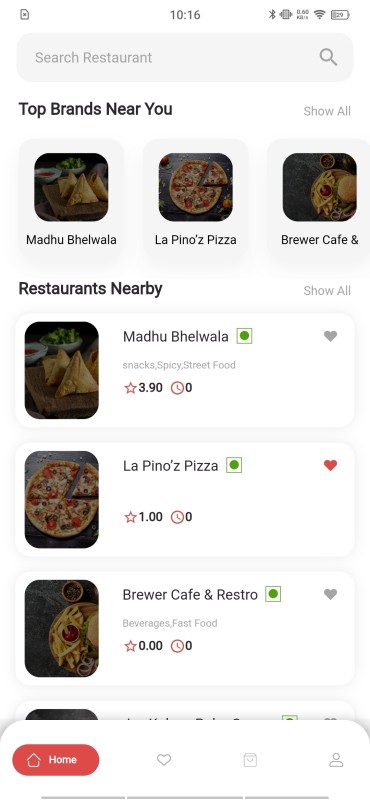 10:16
0.60
KB/s
29
Search Restaurant
Top Brands Near You
Show All
Madhu Bhelwala
La Pino'z Pizza
Brewer Cafe &
Restaurants Nearby
Show All
Madhu Bhelwala
snacks,Spicy,Street Food
3.90
0
La Pino'z Pizza
1.00
0
Brewer Cafe & Restro
Beverages,Fast Food
0.00
0
Home